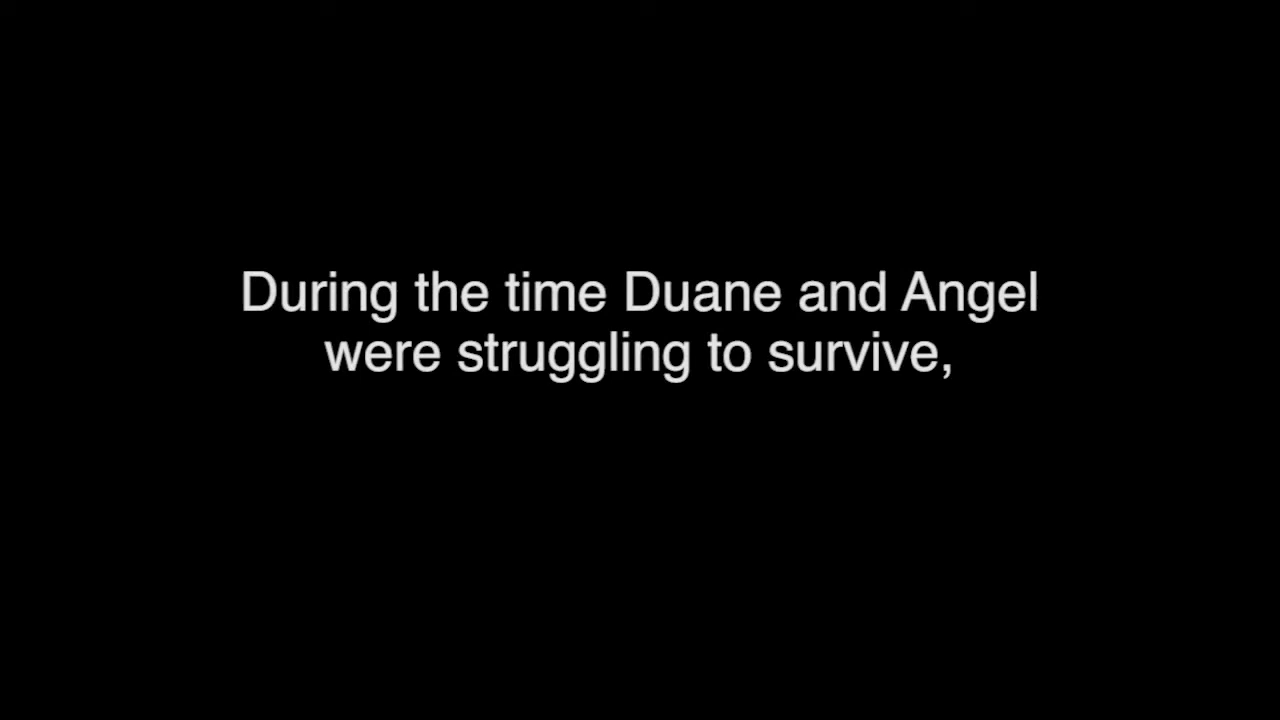 During the time Duane and Angel
were struggling to survive,